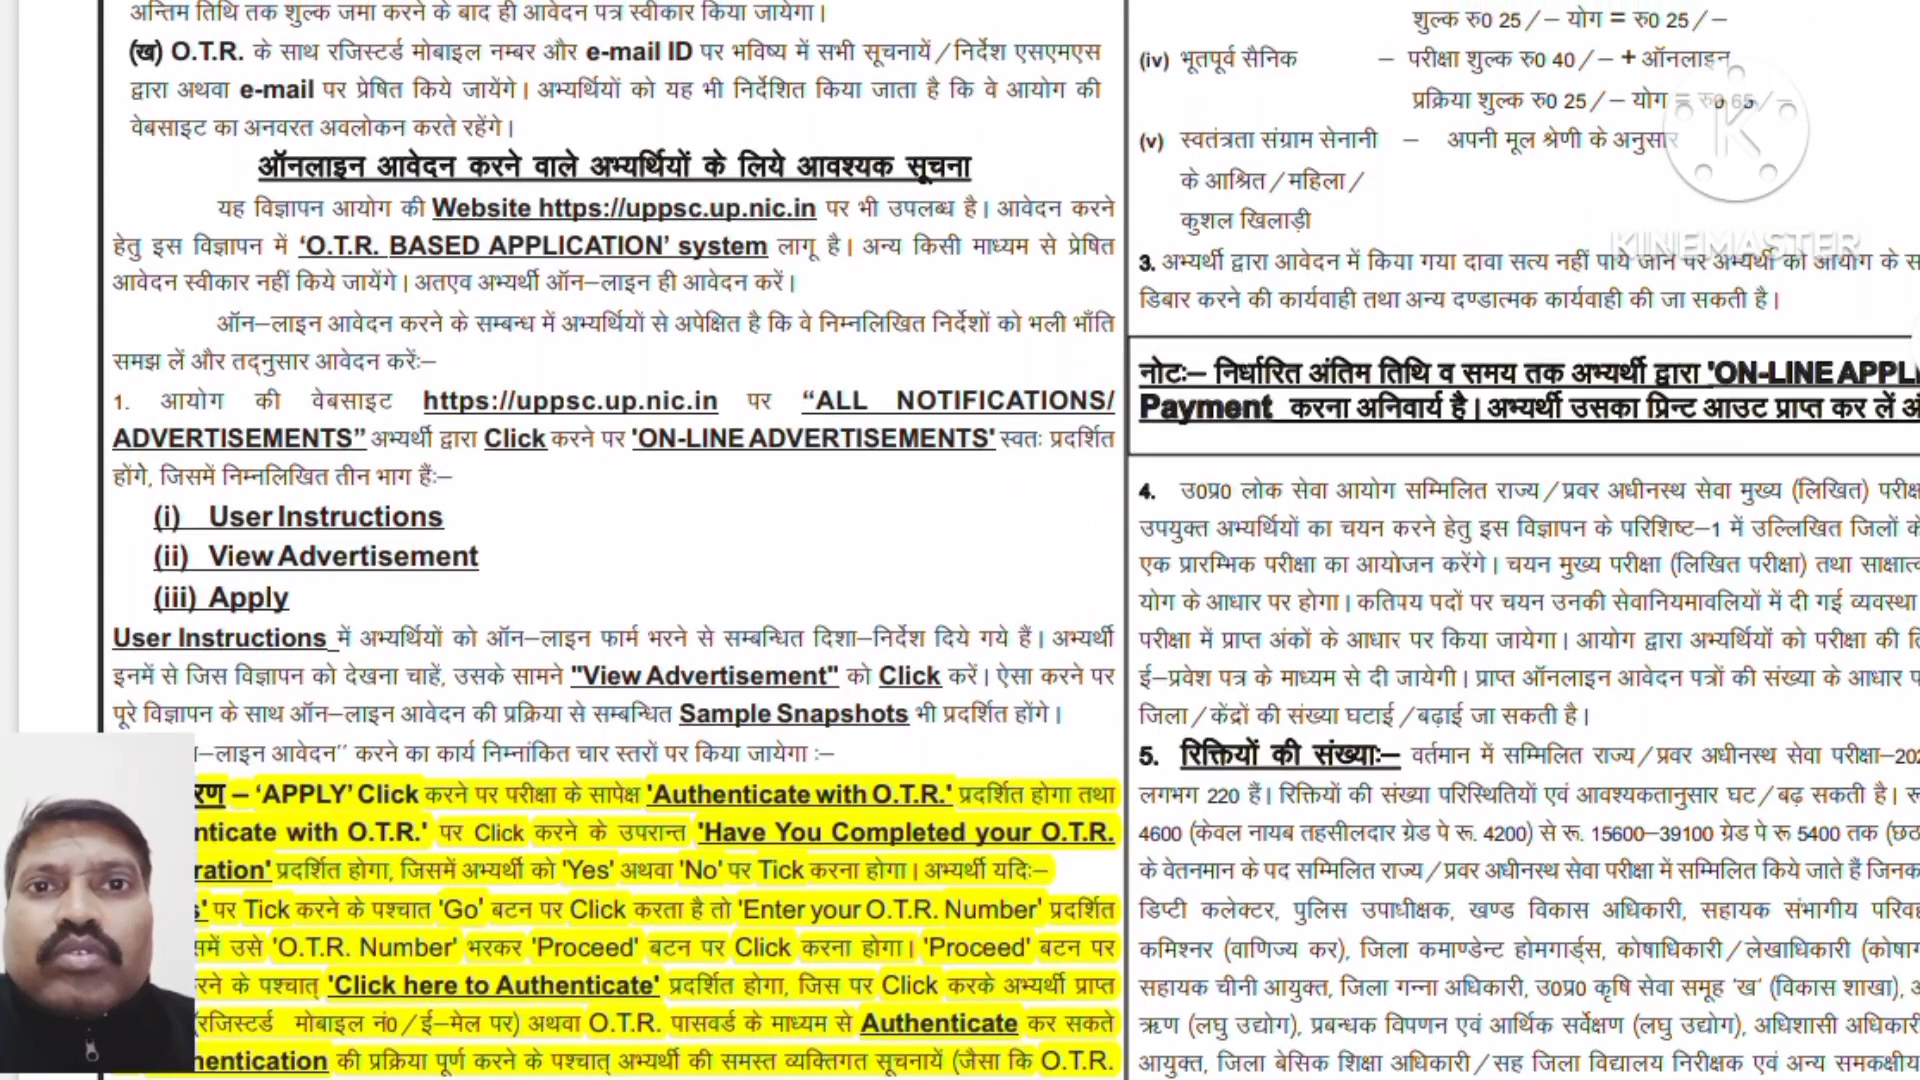 अन्तिम तिथि तक शुल्क जमा करने के बाद ही आवेदन पत्र स्वीकार किया जायेगा।
(ख) O.T.R. के साथ रजिस्टर्ड मोबाइल नम्बर और e-mail ID पर भविष्य में सभी सूचनायें/निर्देश एसएमएस
द्वारा अथवा e-mail पर प्रेषित किये जायेंगे। अभ्यर्थियों को यह भी निर्देशित किया जाता है कि वे आयोग की
वेबसाइट का अनवरत अवलोकन करते रहेंगे।
ऑनलाइन आवेदन करने वाले अभ्यर्थियों के लिये आवश्यक सूचना
यह विज्ञापन आयोग की Website https://uppsc.up.nic.in पर भी उपलब्ध है। आवेदन करने
हेतु इस विज्ञापन में ‘O.T.R. BASED APPLICATION’ system लागू है। अन्य किसी माध्यम से प्रेषित
आवेदन स्वीकार नहीं किये जायेंगे। अतएव अभ्यर्थी ऑन–लाइन ही आवेदन करें।
ऑन–लाइन आवेदन करने के सम्बन्ध में अभ्यर्थियों से अपेक्षित है कि वे निम्नलिखित निर्देशों को भली भाँति
समझ लें और तद्नुसार आवेदन करेंः–
1. आयोग की वेबसाइट https://uppsc.up.nic.in पर “ALL NOTIFICATIONS/
ADVERTISEMENTS” अभ्यर्थी द्वारा Click करने पर 'ON-LINE ADVERTISEMENTS' स्वतः प्रदर्शित
होंगे, जिसमें निम्नलिखित तीन भाग हैंः–
(i) User Instructions
(ii) View Advertisement
(iii) Apply
User Instructions में अभ्यर्थियों को ऑन–लाइन फार्म भरने से सम्बन्धित दिशा–निर्देश दिये गये हैं। अभ्यर्थी
इनमें से जिस विज्ञापन को देखना चाहें, उसके सामने "View Advertisement" को Click करें। ऐसा करने पर
पूरे विज्ञापन के साथ ऑन–लाइन आवेदन की प्रक्रिया से सम्बन्धित Sample Snapshots भी प्रदर्शित होंगे।
–लाइन आवेदन” करने का कार्य निम्नांकित चार स्तरों पर किया जायेगा :–
रण – ‘APPLY’ Click करने पर परीक्षा के सापेक्ष 'Authenticate with O.T.R.' प्रदर्शित होगा तथा
nticate with O.T.R.' पर Click करने के उपरान्त 'Have You Completed your O.T.R.
ration' प्रदर्शित होगा, जिसमें अभ्यर्थी को 'Yes' अथवा 'No' पर Tick करना होगा। अभ्यर्थी यदिः–
s' पर Tick करने के पश्चात 'Go' बटन पर Click करता है तो 'Enter your O.T.R. Number' प्रदर्शित
समें उसे 'O.T.R. Number' भरकर 'Proceed' बटन पर Click करना होगा। 'Proceed' बटन पर
रने के पश्चात् 'Click here to Authenticate' प्रदर्शित होगा, जिस पर Click करके अभ्यर्थी प्राप्त
(रजिस्टर्ड मोबाइल नं0/ई–मेल पर) अथवा O.T.R. पासवर्ड के माध्यम से Authenticate कर सकते
hentication की प्रक्रिया पूर्ण करने के पश्चात् अभ्यर्थी की समस्त व्यक्तिगत सूचनायें (जैसा कि O.T.R.
शुल्क रु0 25/– योग = रु0 25/–
(iv) भूतपूर्व सैनिक – परीक्षा शुल्क रु0 40/– + ऑनलाइन
प्रक्रिया शुल्क रु0 25/– योग = रु0 65/–
(v) स्वतंत्रता संग्राम सेनानी – अपनी मूल श्रेणी के अनुसार
के आश्रित/महिला/
कुशल खिलाड़ी
KINEMASTER
3. अभ्यर्थी द्वारा आवेदन में किया गया दावा सत्य नहीं पाये जाने पर अभ्यर्थी को आयोग के स
डिबार करने की कार्यवाही तथा अन्य दण्डात्मक कार्यवाही की जा सकती है।
नोटः– निर्धारित अंतिम तिथि व समय तक अभ्यर्थी द्वारा 'ON-LINE APPLI
Payment करना अनिवार्य है। अभ्यर्थी उसका प्रिन्ट आउट प्राप्त कर लें
4. उ0प्र0 लोक सेवा आयोग सम्मिलित राज्य/प्रवर अधीनस्थ सेवा मुख्य (लिखित) परीक्ष
उपयुक्त अभ्यर्थियों का चयन करने हेतु इस विज्ञापन के परिशिष्ट–1 में उल्लिखित जिलों के
एक प्रारम्भिक परीक्षा का आयोजन करेंगे। चयन मुख्य परीक्षा (लिखित परीक्षा) तथा साक्षात्
योग के आधार पर होगा। कतिपय पदों पर चयन उनकी सेवानियमावलियों में दी गई व्यवस्था
परीक्षा में प्राप्त अंकों के आधार पर किया जायेगा। आयोग द्वारा अभ्यर्थियों को परीक्षा की
ई–प्रवेश पत्र के माध्यम से दी जायेगी। प्राप्त ऑनलाइन आवेदन पत्रों की संख्या के आधार प
जिला/केंद्रों की संख्या घटाई/बढ़ाई जा सकती है।
5. रिक्तियों की संख्याः– वर्तमान में सम्मिलित राज्य/प्रवर अधीनस्थ सेवा परीक्षा–202
लगभग 220 हैं। रिक्तियों की संख्या परिस्थितियों एवं आवश्यकतानुसार घट/बढ़ सकती है। रू
4600 (केवल नायब तहसीलदार ग्रेड पे रू. 4200) से रू. 15600–39100 ग्रेड पे रू 5400 तक (छठ
के वेतनमान के पद सम्मिलित राज्य/प्रवर अधीनस्थ सेवा परीक्षा में सम्मिलित किये जाते हैं जिनक
डिप्टी कलेक्टर, पुलिस उपाधीक्षक, खण्ड विकास अधिकारी, सहायक संभागीय परिवह
कमिश्नर (वाणिज्य कर), जिला कमाण्डेन्ट होमगार्ड्स, कोषाधिकारी/लेखाधिकारी (कोषाग
सहायक चीनी आयुक्त, जिला गन्ना अधिकारी, उ0प्र0 कृषि सेवा समूह ‘ख’ (विकास शाखा),
ऋण (लघु उद्योग), प्रबन्धक विपणन एवं आर्थिक सर्वेक्षण (लघु उद्योग), अधिशासी अधिकारी
आयुक्त, जिला बेसिक शिक्षा अधिकारी/सह जिला विद्यालय निरीक्षक एवं अन्य समकक्षीय